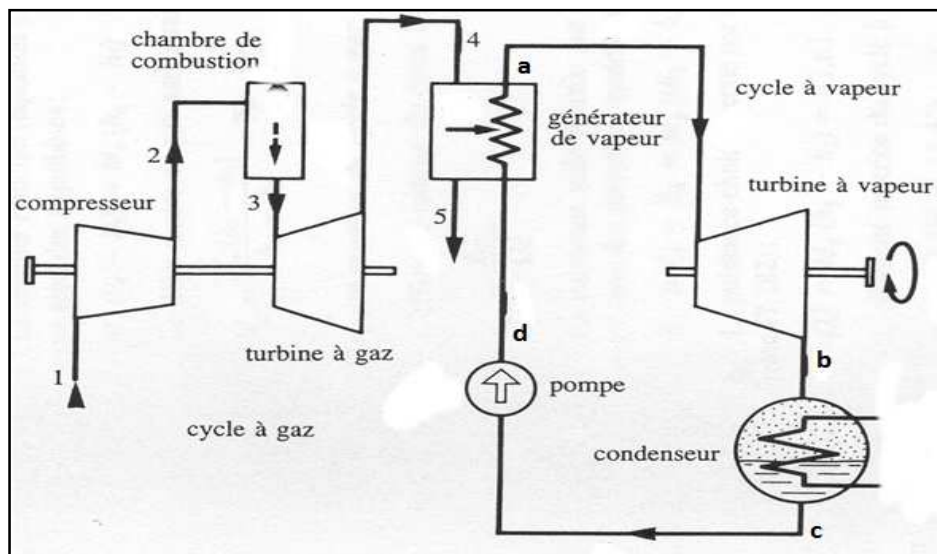 chambre de
combustion
4
a
cycle à vapeur
générateur
de vapeur
2
compresseur
3
turbine à vapeur
5
turbine à gaz
d
b
1
pompe
cycle à gaz
condenseur
c